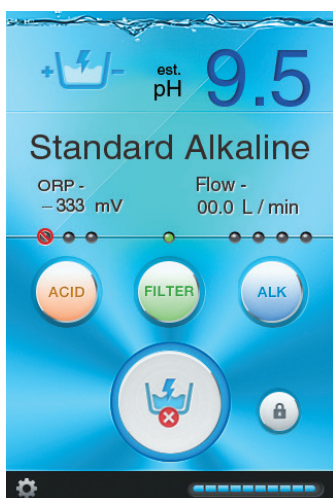 est.
pH 9.5
Standard Alkaline
ORP - Flow -
-333 mV 00.0 L / min
ACID FILTER ALK